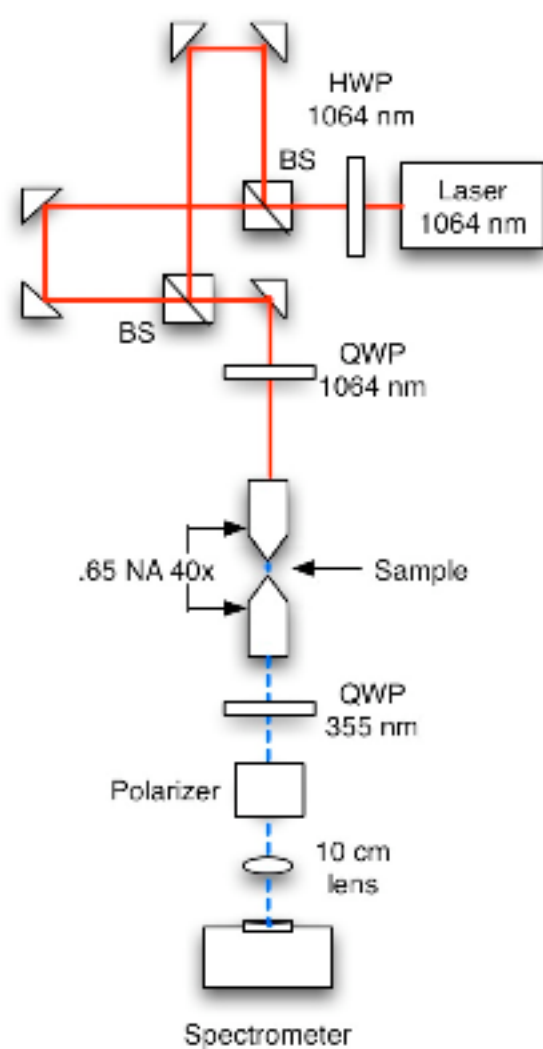 HWP
1064 nm
BS
Laser
1064 nm
BS
QWP
1064 nm
.65 NA 40x
Sample
QWP
355 nm
Polarizer
10 cm
lens
Spectrometer